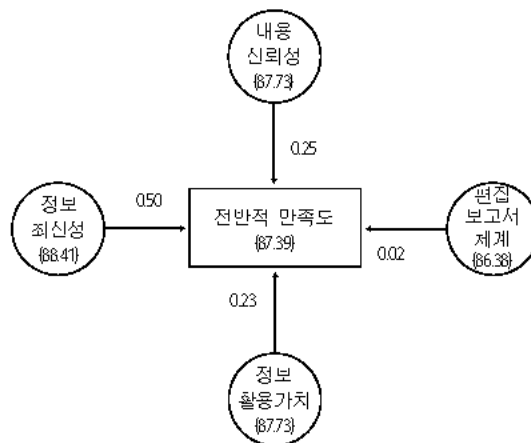 내용
신뢰성
(87.73)
0.25
정보
최신성
(88.41)
0.50
전반적 만족도
(87.39)
편집
보고서
체계
(86.38)
0.02
0.23
정보
활용가치
(87.73)